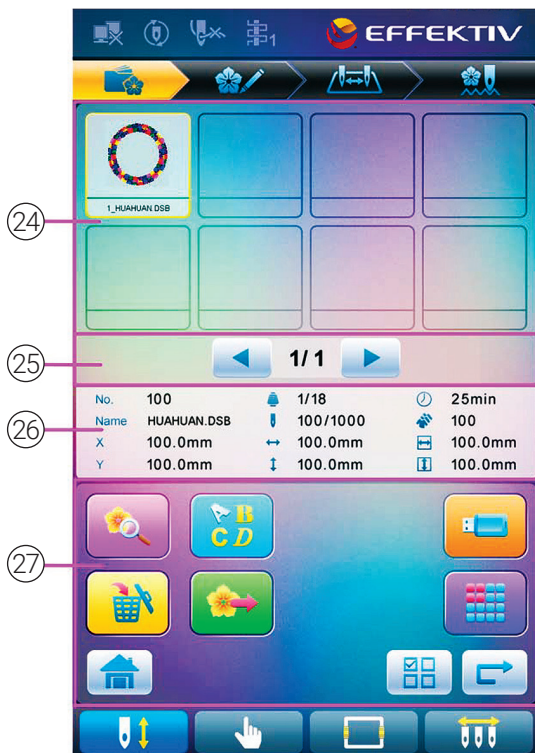 1
EFFEKTIV
24
1_HUAHUAN.DSB
25
1/1
26
No. 100 1/18 25min
Name HUAHUAN.DSB 100/1000 100
X 100.0mm 100.0mm 100.0mm
Y 100.0mm 100.0mm 100.0mm
27
A B
C D